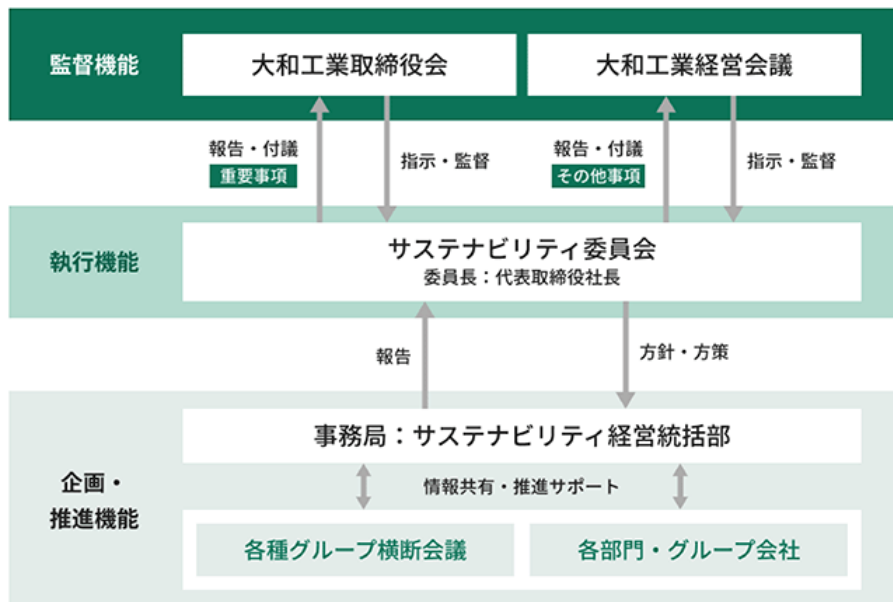 監督機能
大和工業取締役会
大和工業経営会議
報告・付議
重要事項
指示・監督
報告・付議
その他事項
指示・監督
執行機能
サステナビリティ委員会
委員長：代表取締役社長
報告
方針・方策
企画・
推進機能
事務局：サステナビリティ経営統括部
情報共有・推進サポート
各種グループ横断会議
各部門・グループ会社